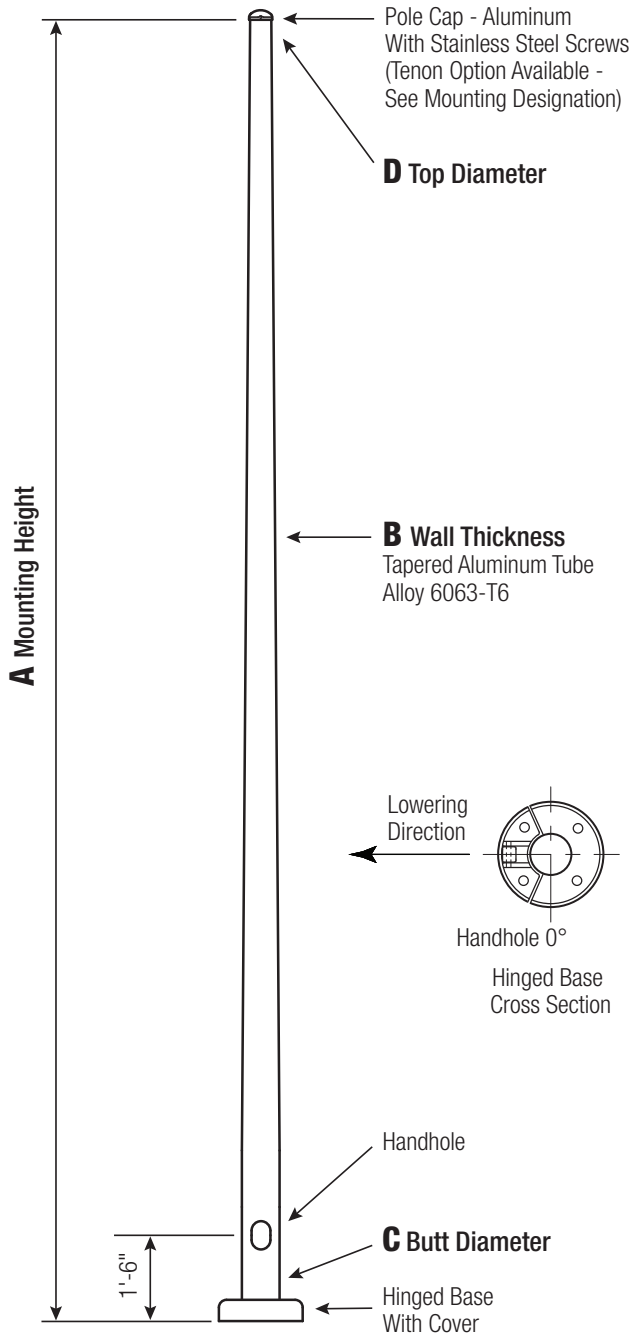 Pole Cap - Aluminum
With Stainless Steel Screws
(Tenon Option Available -
See Mounting Designation)
D Top Diameter
A Mounting Height
B Wall Thickness
Tapered Aluminum Tube
Alloy 6063-T6
Lowering
Direction
Handhole 0°
Hinged Base
Cross Section
Handhole
1'-6"
C Butt Diameter
Hinged Base
With Cover